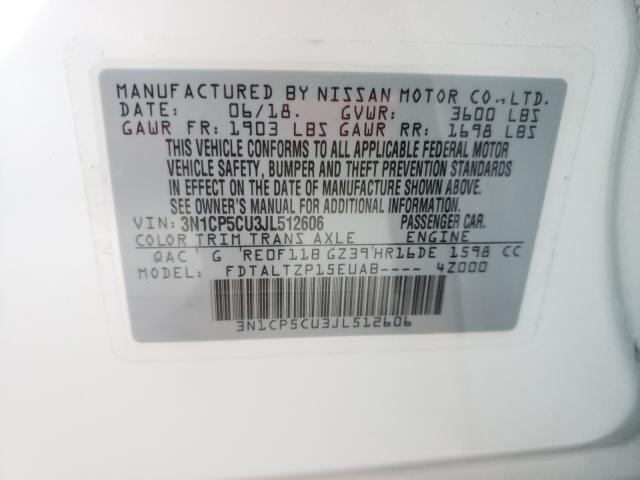 MANUFACTURED BY NISSAN MOTOR CO., LTD.
DATE: 06/18. GVWR: 3600 LBS
GAWR FR: 1903 LBS GAWR RR: 1698 LBS
THIS VEHICLE CONFORMS TO ALL APPLICABLE FEDERAL MOTOR
VEHICLE SAFETY, BUMPER AND THEFT PREVENTION STANDARDS
IN EFFECT ON THE DATE OF MANUFACTURE SHOWN ABOVE.
SEE OWNER'S MANUAL FOR ADDITIONAL INFORMATION.
VIN: 3N1CP5CU3JL512606 PASSENGER CAR.
COLOR TRIM TRANS AXLE ENGINE
QAC G RE0F11B GZ39 HR16DE 1598 CC
MODEL: FDTALTZP15EUAB---- 4Z000
3N1CP5CU3JL512606